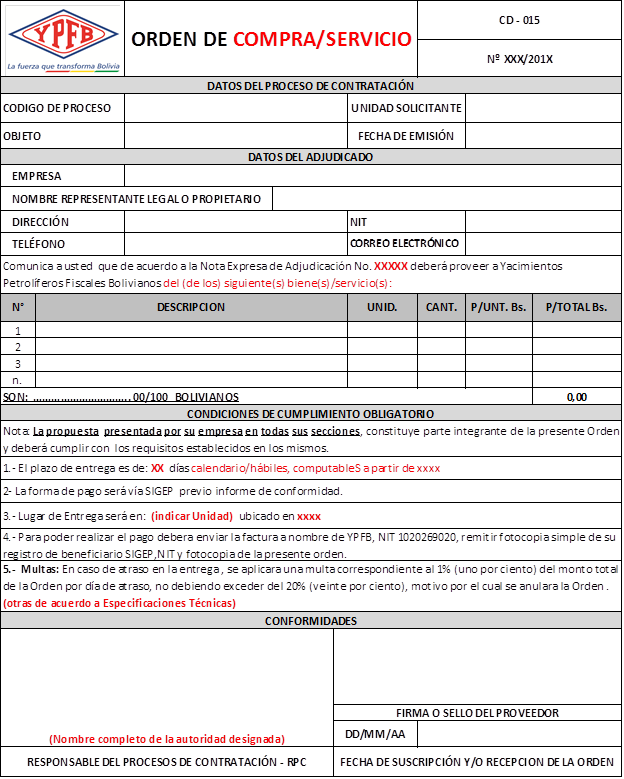 YPFB
La fuerza que transforma Bolivia
ORDEN DE COMPRA/SERVICIO
CD - 015
Nº XXX/201X
DATOS DEL PROCESO DE CONTRATACIÓN
CODIGO DE PROCESO
UNIDAD SOLICITANTE
OBJETO
FECHA DE EMISIÓN
DATOS DEL ADJUDICADO
EMPRESA
NOMBRE REPRESENTANTE LEGAL O PROPIETARIO
DIRECCIÓN
NIT
TELÉFONO
CORREO ELECTRÓNICO
Comunica a usted que de acuerdo a la Nota Expresa de Adjudicación No. XXXXX deberá proveer a Yacimientos
Petrolíferos Fiscales Bolivianos del (de los) siguiente(s) biene(s)/servicio(s):
N° DESCRIPCION UNID. CANT. P/UNT. Bs. P/TOTAL Bs.
1
2
3
n.
SON: ................................. 00/100 BOLIVIANOS 0,00
CONDICIONES DE CUMPLIMIENTO OBLIGATORIO
Nota: La propuesta presentada por su empresa en todas sus secciones, constituye parte integrante de la presente Orden
y deberá cumplir con los requisitos establecidos en los mismos.
1.- El plazo de entrega es de: XX días calendario/hábiles, computableS a partir de xxxx
2- La forma de pago será vía SIGEP previo informe de conformidad.
3.- Lugar de Entrega será en: (indicar Unidad) ubicado en xxxx
4.- Para poder realizar el pago debera enviar la factura a nombre de YPFB, NIT 1020269020, remitir fotocopia simple de su
registro de beneficiario SIGEP,NIT y fotocopia de la presente orden.
5.- Multas: En caso de atraso en la entrega , se aplicara una multa correspondiente al 1% (uno por ciento) del monto total
de la Orden por día de atraso, no debiendo exceder del 20% (veinte por ciento), motivo por el cual se anulara la Orden .
(otras de acuerdo a Especificaciones Técnicas)
CONFORMIDADES
FIRMA O SELLO DEL PROVEEDOR
(Nombre completo de la autoridad designada)
DD/MM/AA
RESPONSABLE DEL PROCESOS DE CONTRATACIÓN - RPC
FECHA DE SUSCRIPCIÓN Y/O RECEPCION DE LA ORDEN